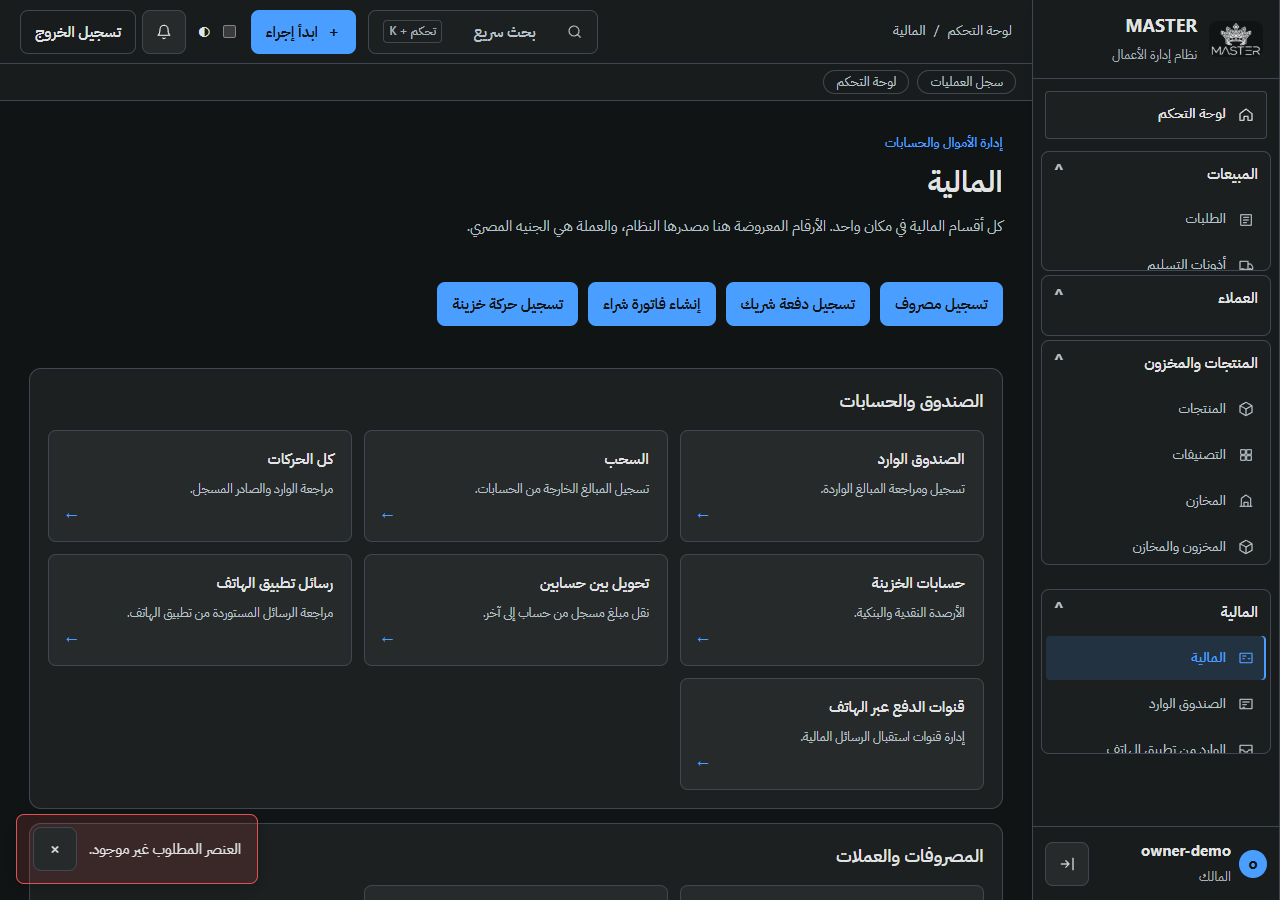 MASTER
نظام إدارة الأعمال
MASTER
لوحة التحكم / المالية
بحث سريع
تحكم + K
+ ابدأ إجراء
تسجيل الخروج
سجل العمليات
لوحة التحكم
لوحة التحكم
المبيعات
الطلبات
أذونات التسليم
العملاء
المنتجات والمخزون
المنتجات
التصنيفات
المخازن
المخزون والمخازن
المالية
المالية
الصندوق الوارد
الوارد من تطبيق الهاتف
owner-demo
المالك
o
إدارة الأموال والحسابات
المالية
كل أقسام المالية في مكان واحد. الأرقام المعروضة هنا مصدرها النظام، والعملة هي الجنيه المصري.
تسجيل مصروف
تسجيل دفعة شريك
إنشاء فاتورة شراء
تسجيل حركة خزينة
الصندوق والحسابات
الصندوق الوارد
تسجيل ومراجعة المبالغ الواردة.
←
السحب
تسجيل المبالغ الخارجة من الحسابات.
←
كل الحركات
مراجعة الوارد والصادر المسجل.
←
حسابات الخزينة
الأرصدة النقدية والبنكية.
←
تحويل بين حسابين
نقل مبلغ مسجل من حساب إلى آخر.
←
رسائل تطبيق الهاتف
مراجعة الرسائل المستوردة من تطبيق الهاتف.
←
قنوات الدفع عبر الهاتف
إدارة قنوات استقبال الرسائل المالية.
←
المصروفات والعملات
العنصر المطلوب غير موجود.
×